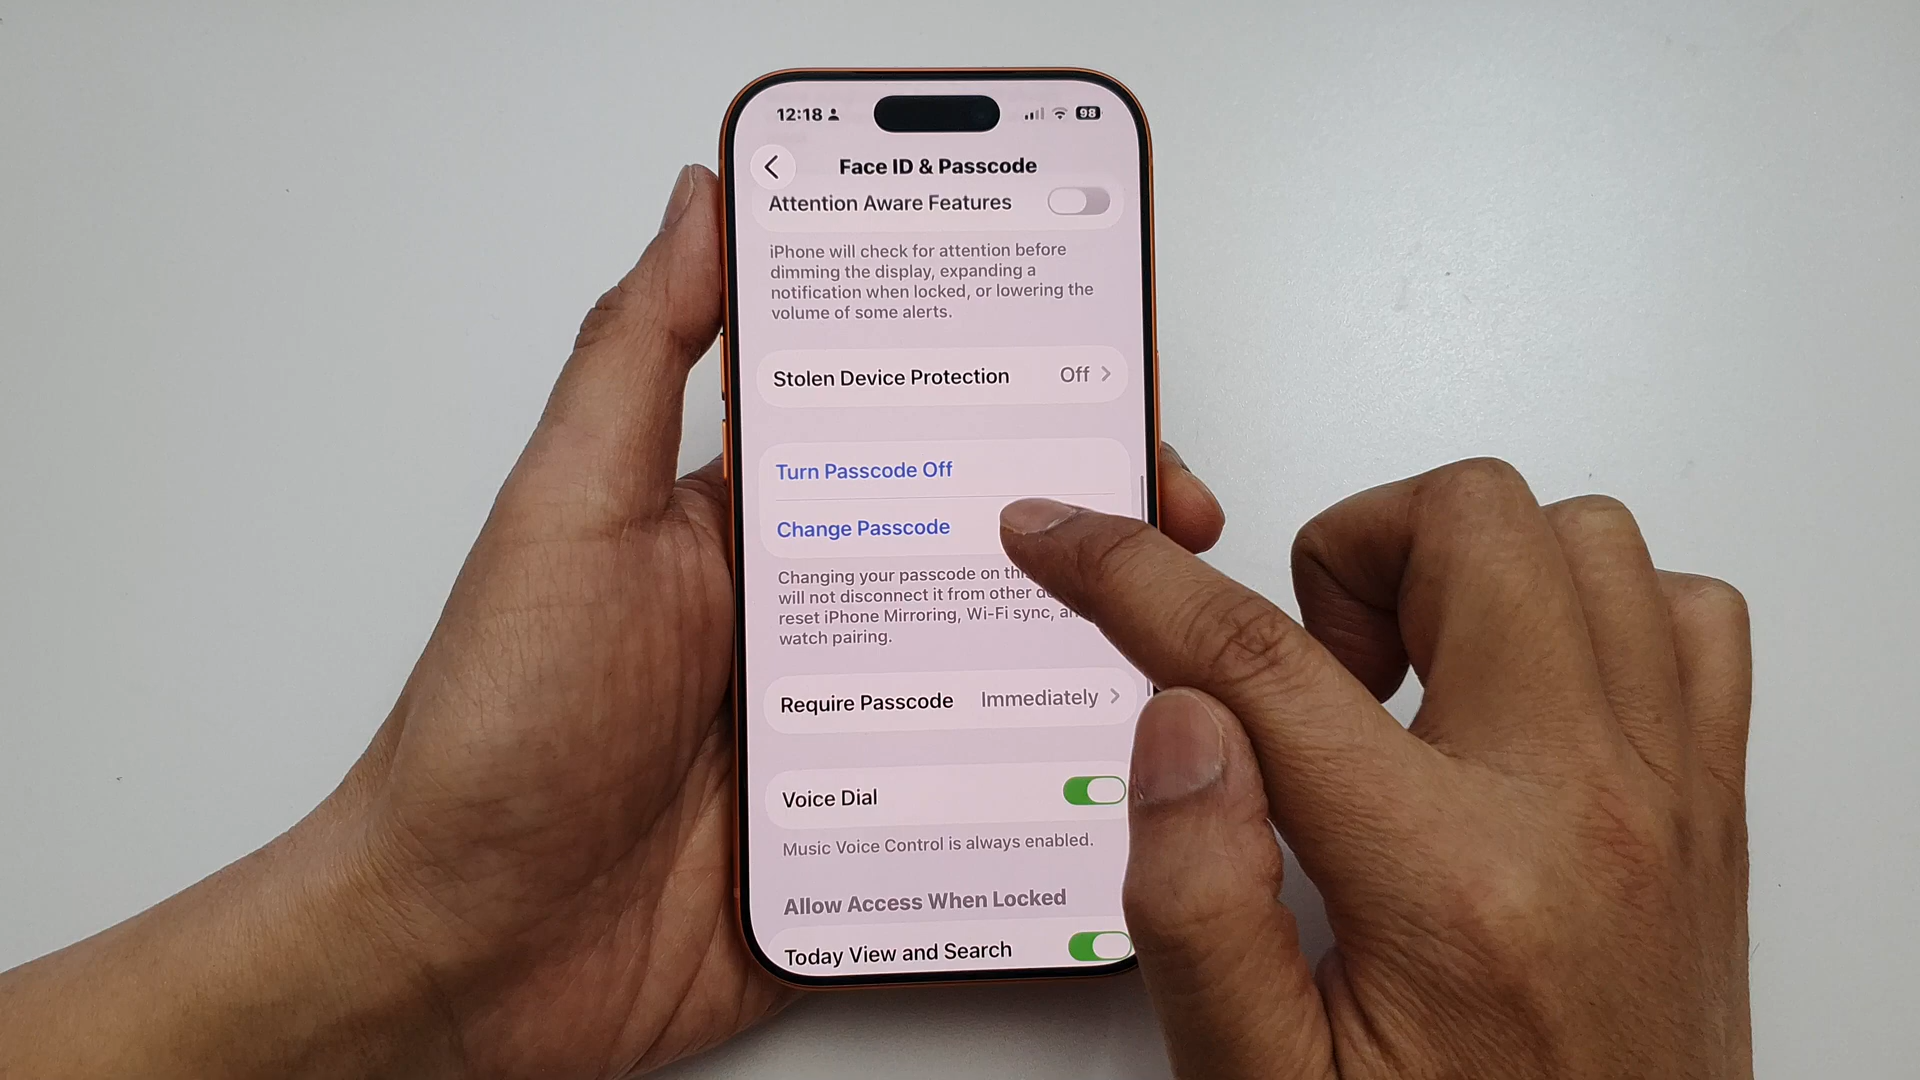 12:18
98
Face ID & Passcode
Attention Aware Features
iPhone will check for attention before
dimming the display, expanding a
notification when locked, or lowering the
volume of some alerts.
Stolen Device Protection Off
Turn Passcode Off
Change Passcode
Changing your passcode on
will not disconnect it from other
reset iPhone Mirroring, Wi-Fi sync,
watch pairing.
Require Passcode Immediately
Voice Dial
Music Voice Control is always enabled.
Allow Access When Locked
Today View and Search